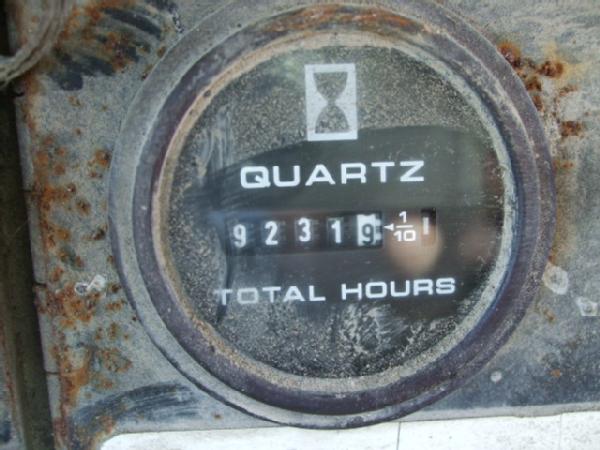 QUARTZ
92319 1/10
TOTAL HOURS